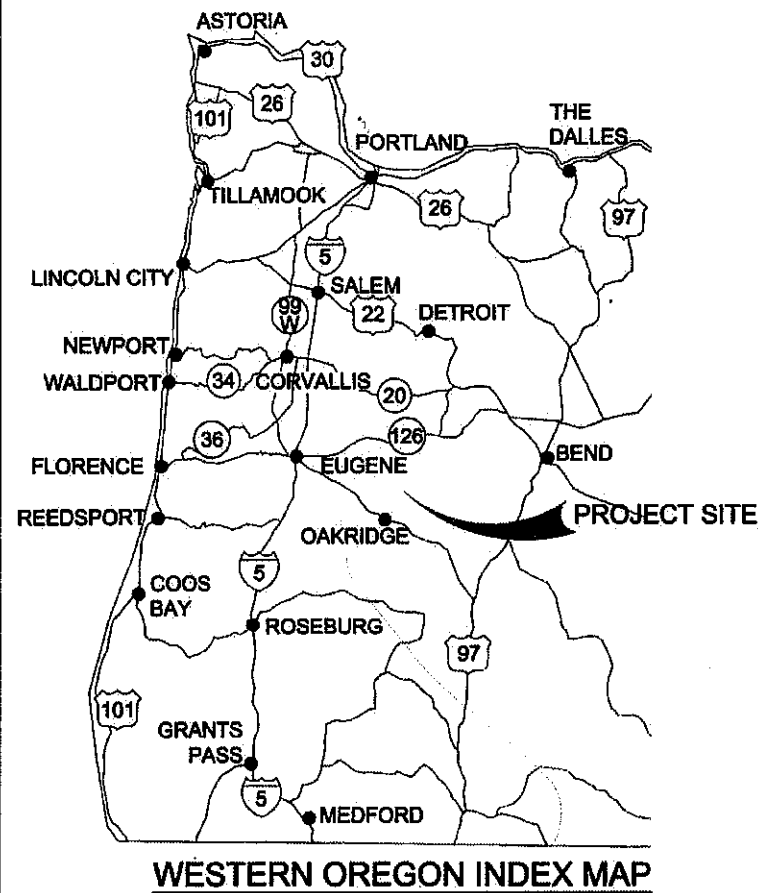 ASTORIA
30
26
101
THE
DALLES
PORTLAND
TILLAMOOK
26
97
5
LINCOLN CITY
SALEM
99
W
22
DETROIT
NEWPORT
WALDPORT
34
CORVALLIS
20
36
126
FLORENCE
EUGENE
BEND
REEDSPORT
OAKRIDGE
PROJECT SITE
5
COOS
BAY
ROSEBURG
97
101
GRANTS
PASS
5
MEDFORD
WESTERN OREGON INDEX MAP